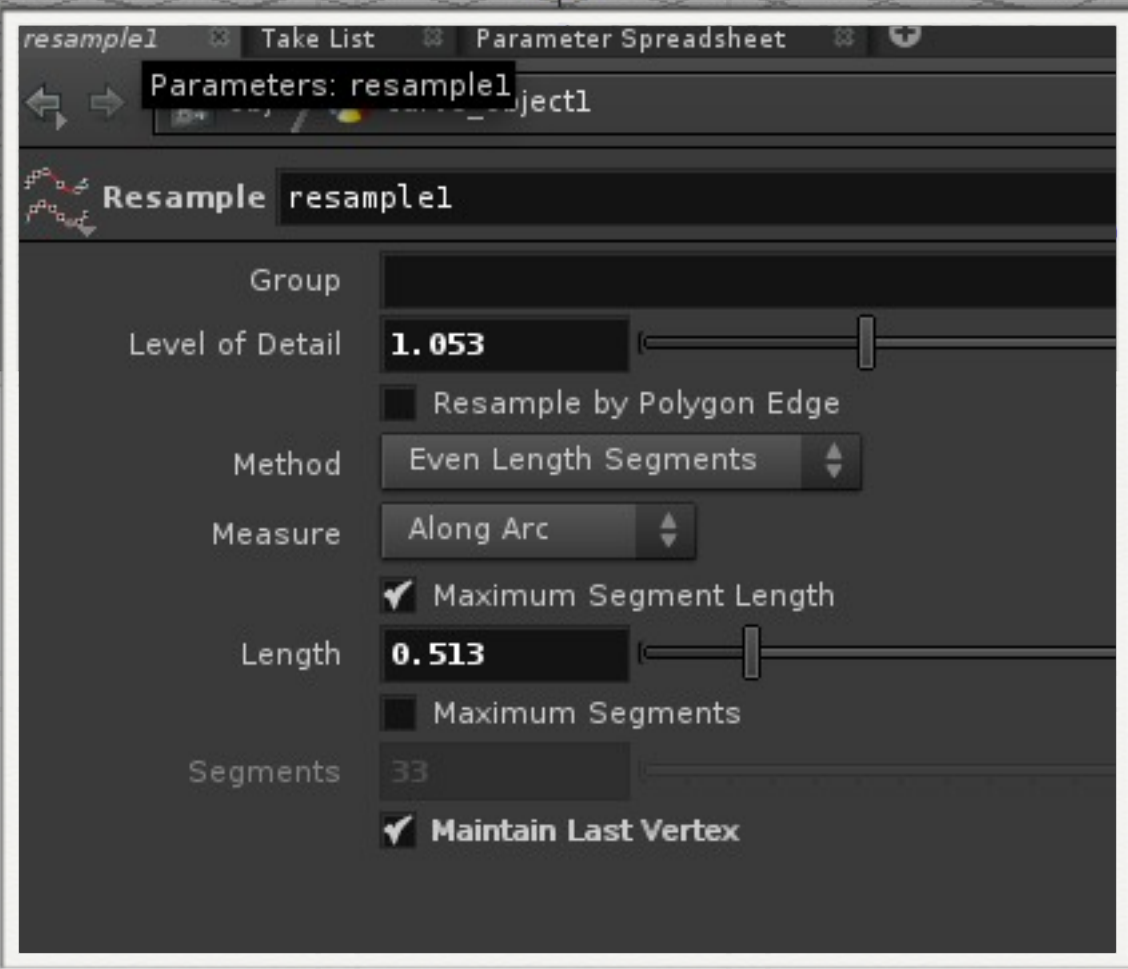 resample1 Take List Parameter Spreadsheet
Parameters: resample1
Resample resample1
Group
Level of Detail 1.053
Resample by Polygon Edge
Method Even Length Segments
Measure Along Arc
Maximum Segment Length
Length 0.513
Maximum Segments
Segments 33
Maintain Last Vertex